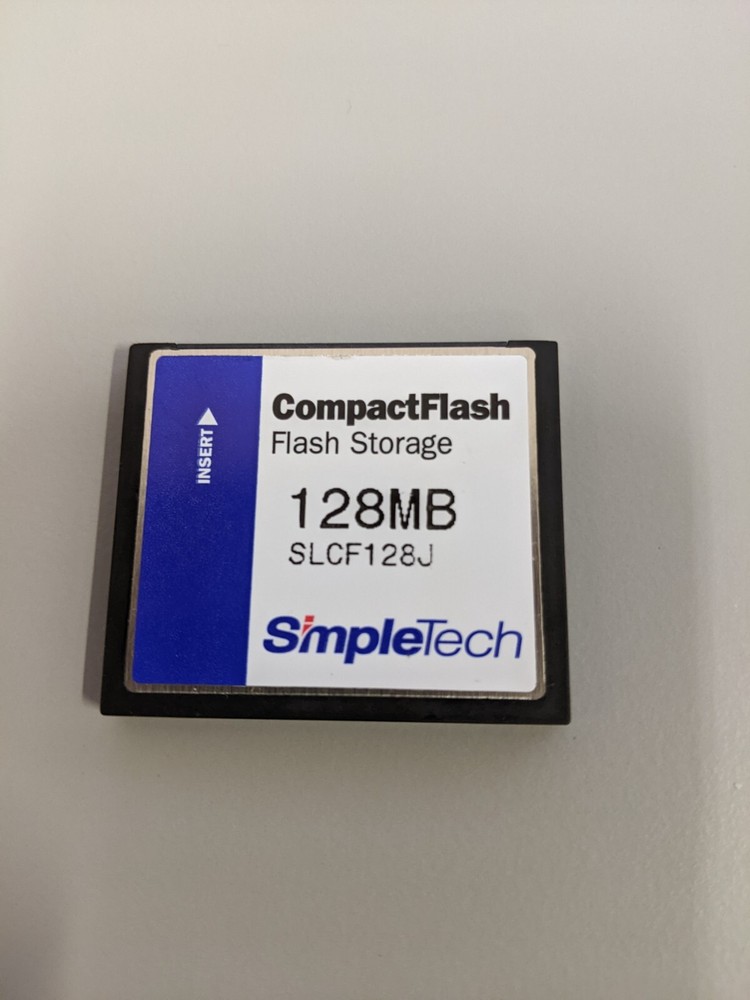 INSERT
CompactFlash
Flash Storage
128MB
SLCF128J
SimpleTech